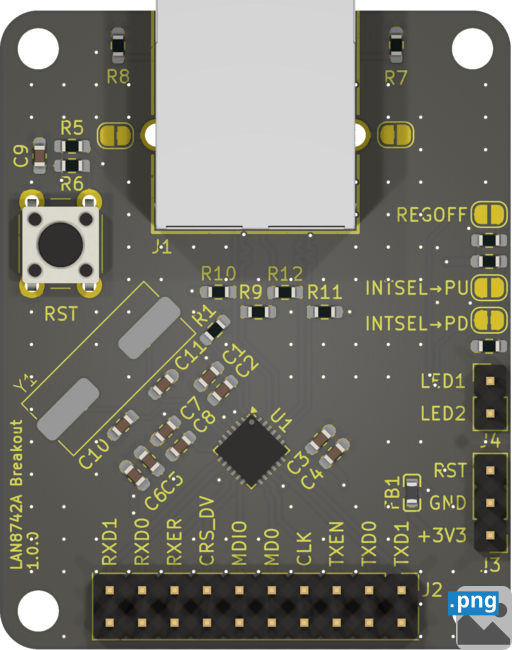 R8
R7
R5
C9
R6
REGOFF
J1
R10
R12
INTSEL→PU
R9
R11
RST
R1
INTSEL→PD
C11
C1
C2
Y1
LED1
LED2
C7
C8
U1
J4
C10
C3
C4
RST
C6
C5
FB1
GND
+3V3
J3
LAN8742A Breakout
1.0.0
RXD1
RXD0
RXER
CRS_DV
MDIO
MD0
CLK
TXEN
TXD0
TXD1
J2
.png